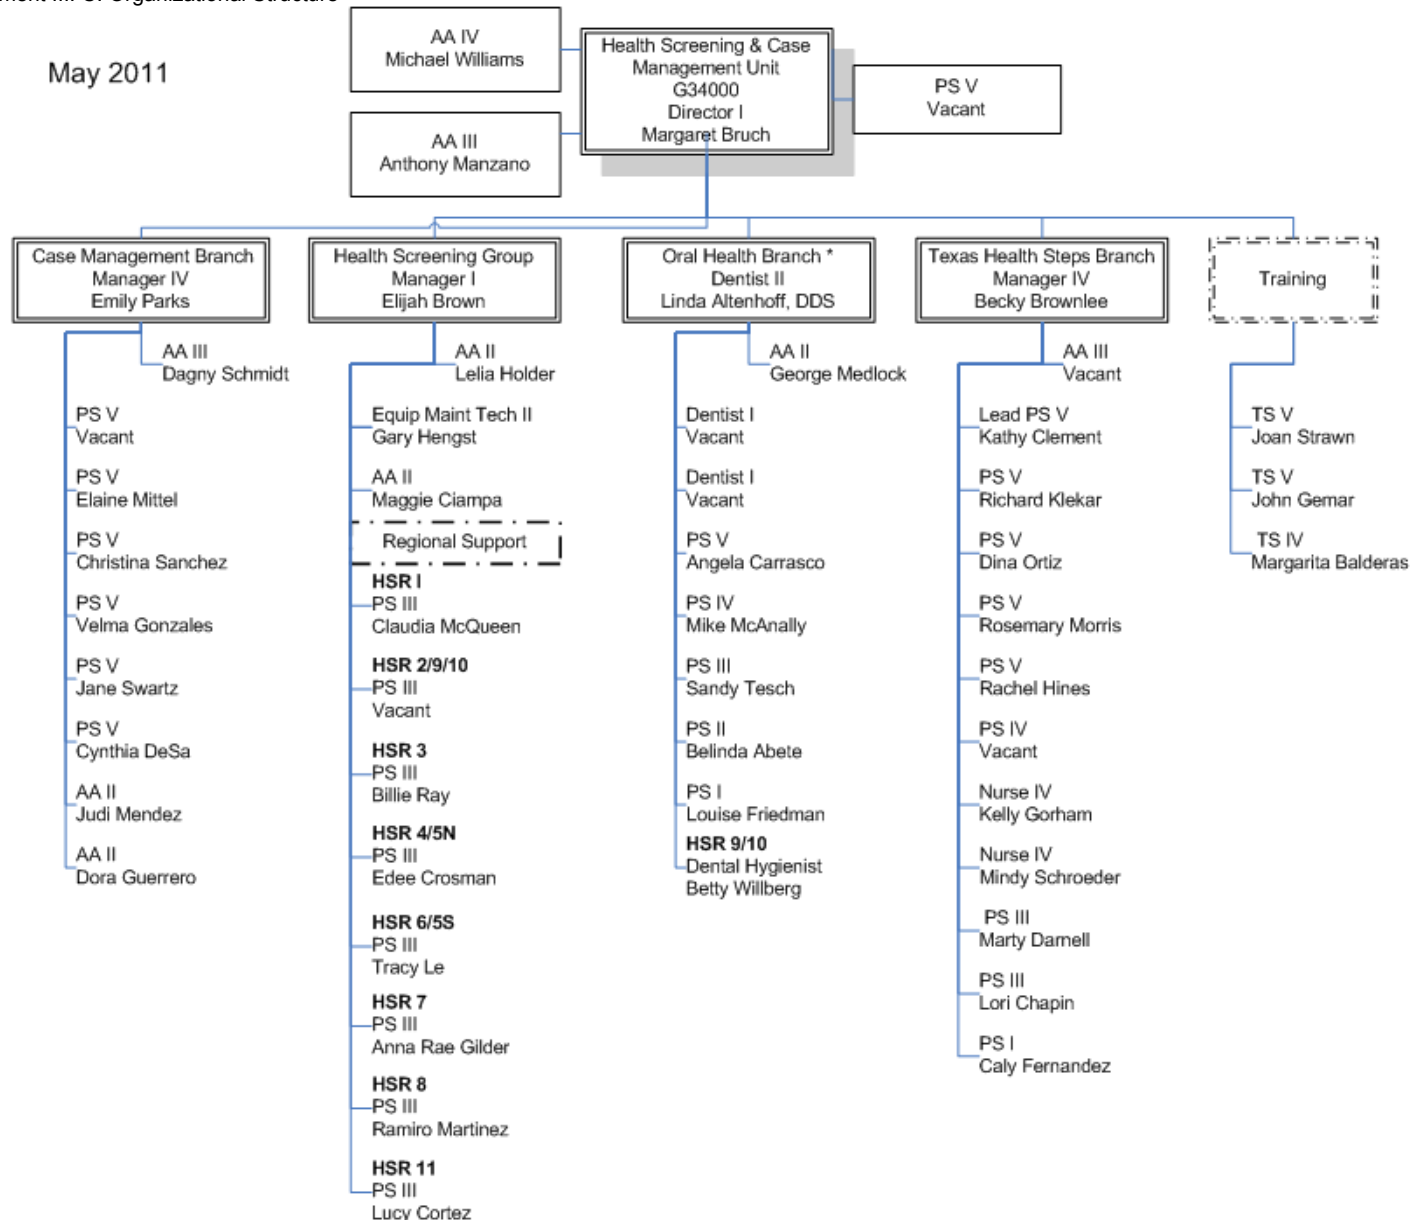 Organizational Structure
May 2011
AA IV
Michael Williams
AA III
Anthony Manzano
Health Screening & Case
Management Unit
G34000
Director I
Margaret Bruch
PS V
Vacant
Case Management Branch
Manager IV
Emily Parks
AA III
Dagny Schmidt
PS V
Vacant
PS V
Elaine Mittel
PS V
Christina Sanchez
PS V
Velma Gonzales
PS V
Jane Swartz
PS V
Cynthia DeSa
AA II
Judi Mendez
AA II
Dora Guerrero
Health Screening Group
Manager I
Elijah Brown
AA II
Lelia Holder
Equip Maint Tech II
Gary Hengst
AA II
Maggie Ciampa
Regional Support
HSR I
PS III
Claudia McQueen
HSR 2/9/10
PS III
Vacant
HSR 3
PS III
Billie Ray
HSR 4/5N
PS III
Edee Crosman
HSR 6/5S
PS III
Tracy Le
HSR 7
PS III
Anna Rae Gilder
HSR 8
PS III
Ramiro Martinez
HSR 11
PS III
Lucy Cortez
Oral Health Branch *
Dentist II
Linda Altenhoff, DDS
AA II
George Medlock
Dentist I
Vacant
Dentist I
Vacant
PS V
Angela Carrasco
PS IV
Mike McAnally
PS III
Sandy Tesch
PS II
Belinda Abete
PS I
Louise Friedman
HSR 9/10
Dental Hygienist
Betty Willberg
Texas Health Steps Branch
Manager IV
Becky Brownlee
AA III
Vacant
Lead PS V
Kathy Clement
PS V
Richard Klekar
PS V
Dina Ortiz
PS V
Rosemary Morris
PS V
Rachel Hines
PS IV
Vacant
Nurse IV
Kelly Gorham
Nurse IV
Mindy Schroeder
PS III
Marty Darnell
PS III
Lori Chapin
PS I
Caly Fernandez
Training
TS V
Joan Strawn
TS V
John Gemar
TS IV
Margarita Balderas